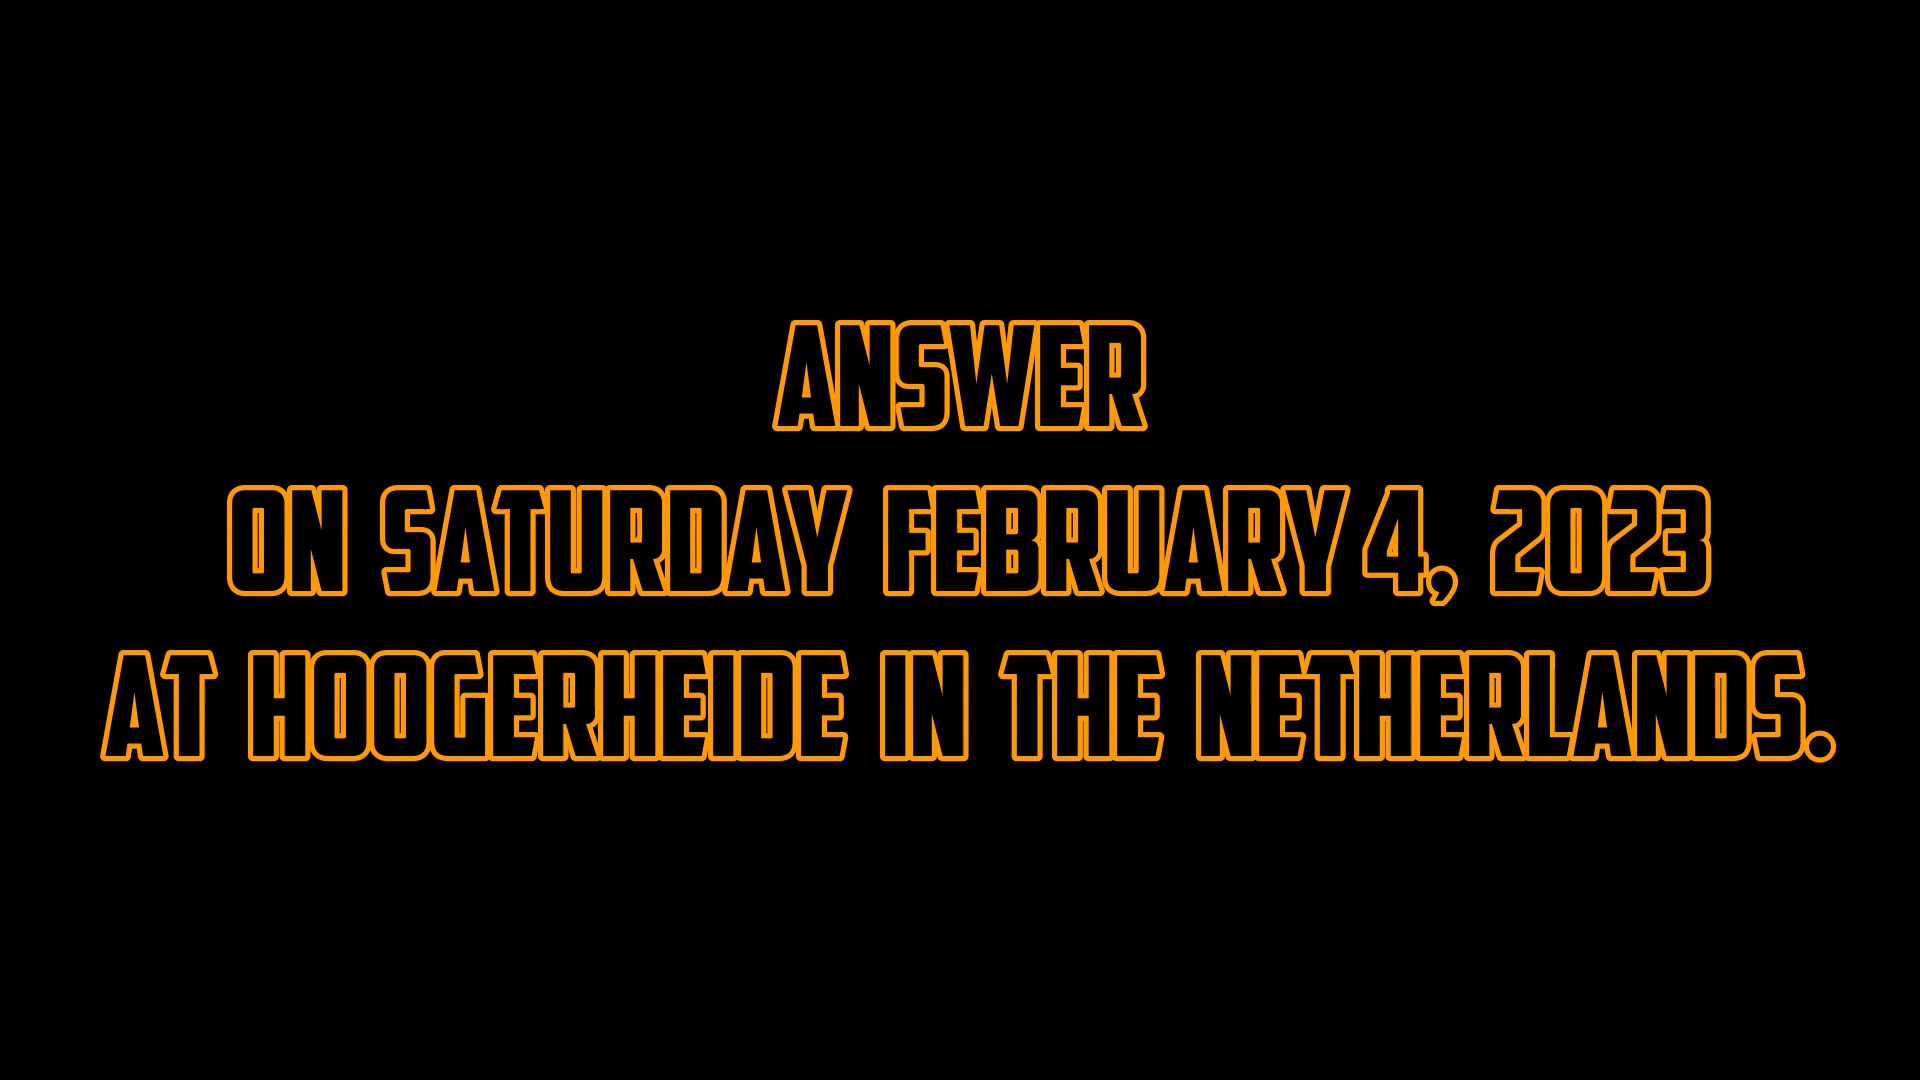 ANSWER
ON SATURDAY FEBRUARY 4, 2023
AT HOOGERHEIDE IN THE NETHERLANDS.